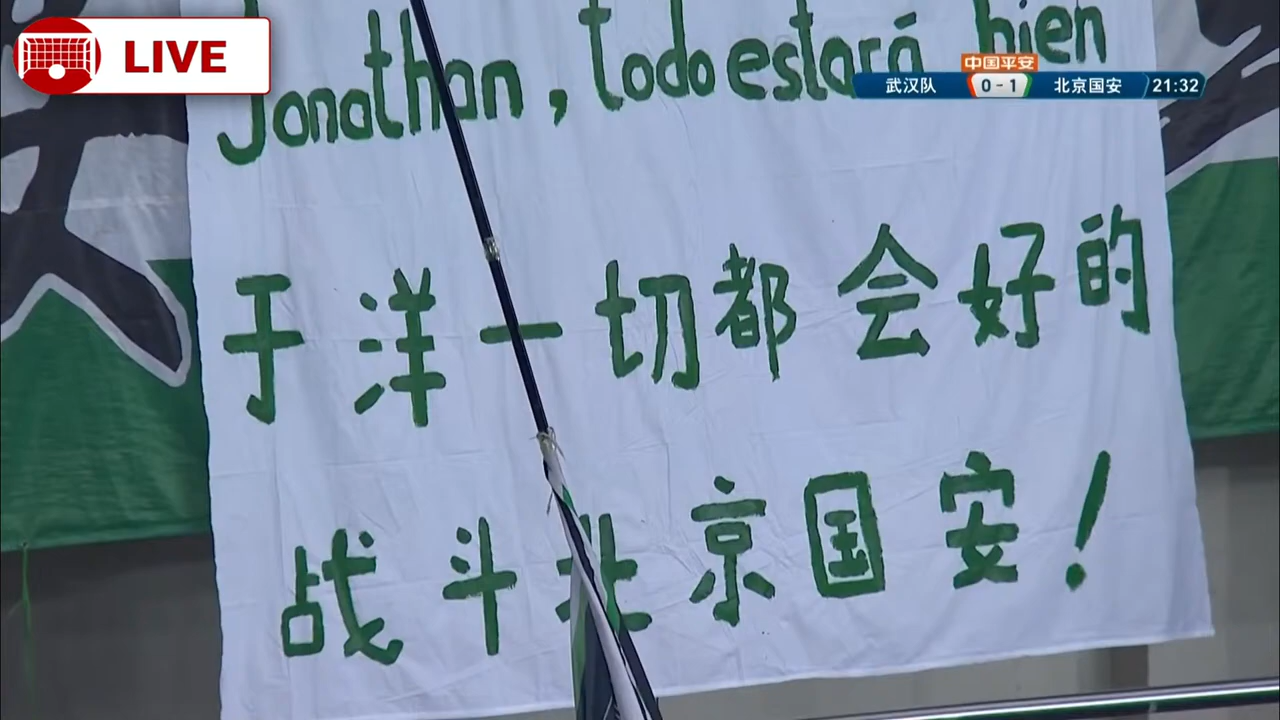 LIVE
Jonathan, todo estará bien
中国平安
武汉队 0 - 1 北京国安 21:32
于洋一切都会好的
战斗北京国安！